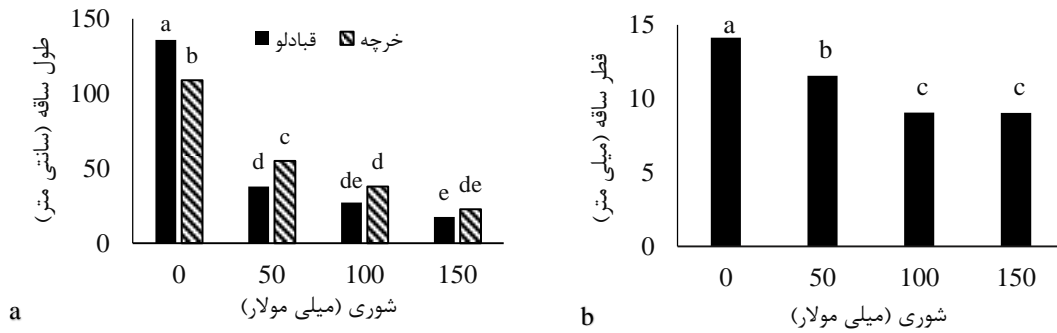 150
100
50
0
طول ساقه (سانتی متر)
قبادلو
خرچه
a
b
d
c
de
d
e
de
0 50 100 150
شوری (میلی مولار)
a
15
10
5
0
قطر ساقه (میلی متر)
a
b
c
c
0 50 100 150
شوری (میلی مولار)
b